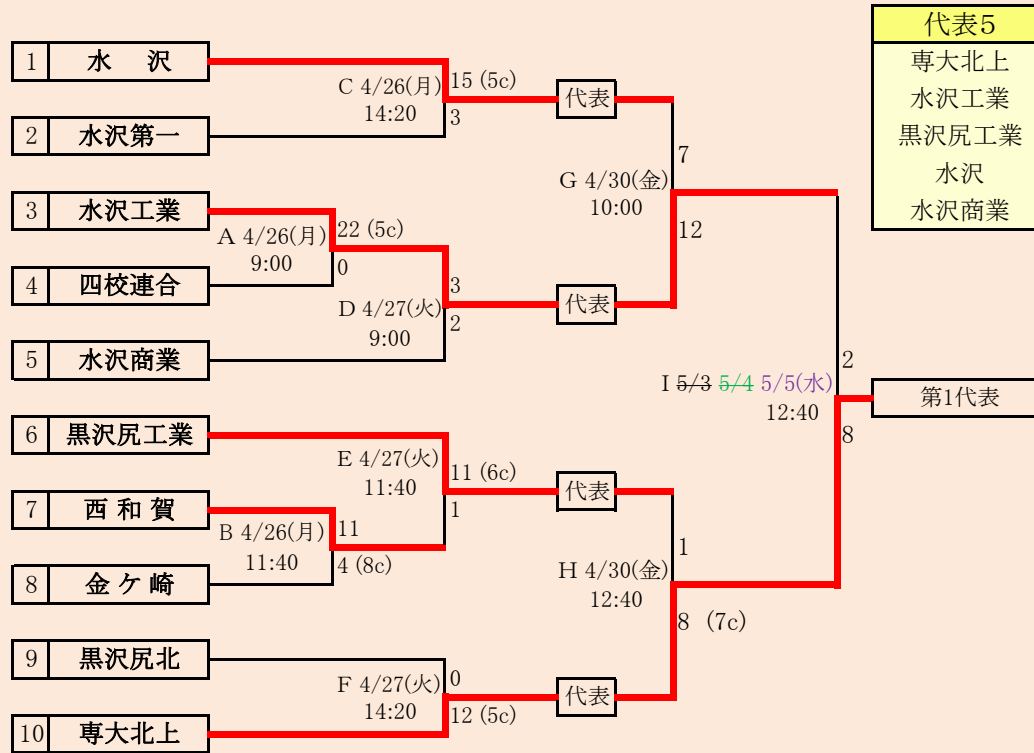 代表5
専大北上
水沢工業
黒沢尻工業
水沢
水沢商業
1 水 沢
C 4/26(月) 15 (5c)
14:20 3
代表
2 水沢第一
7
G 4/30(金)
10:00
12
3 水沢工業
A 4/26(月) 22 (5c)
9:00 0
4 四校連合
3
D 4/27(火) 2
9:00
代表
5 水沢商業
2
I 5/3 5/4 5/5(水)
12:40
8
第1代表
6 黒沢尻工業
E 4/27(火) 11 (6c)
11:40 1
代表
7 西和賀
B 4/26(月) 11
11:40 4 (8c)
8 金ケ崎
1
H 4/30(金)
12:40
8 (7c)
9 黒沢尻北
F 4/27(火) 0
14:20 12 (5c)
代表
10 専大北上